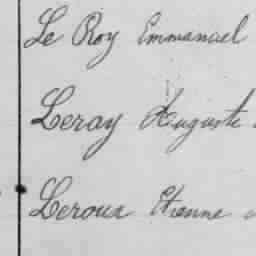 Le Roy Emmanuel
Leray Auguste
Leroux Etienne